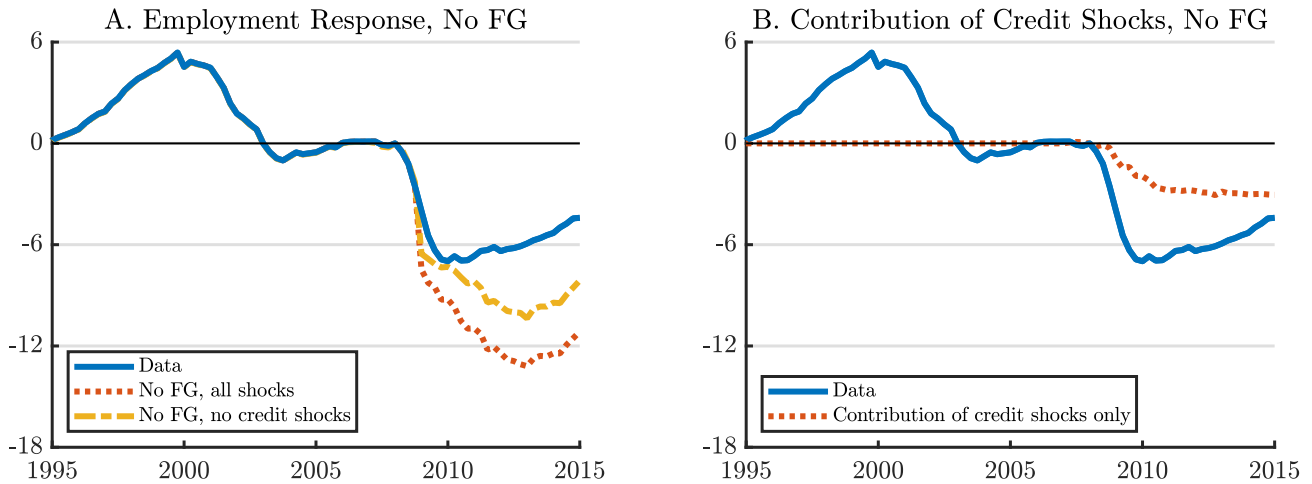 A. Employment Response, No FG
6
0
-6
-12
-18
1995
2000
2005
2010
2015
Data
No FG, all shocks
No FG, no credit shocks
B. Contribution of Credit Shocks, No FG
6
0
-6
-12
-18
1995
2000
2005
2010
2015
Data
Contribution of credit shocks only